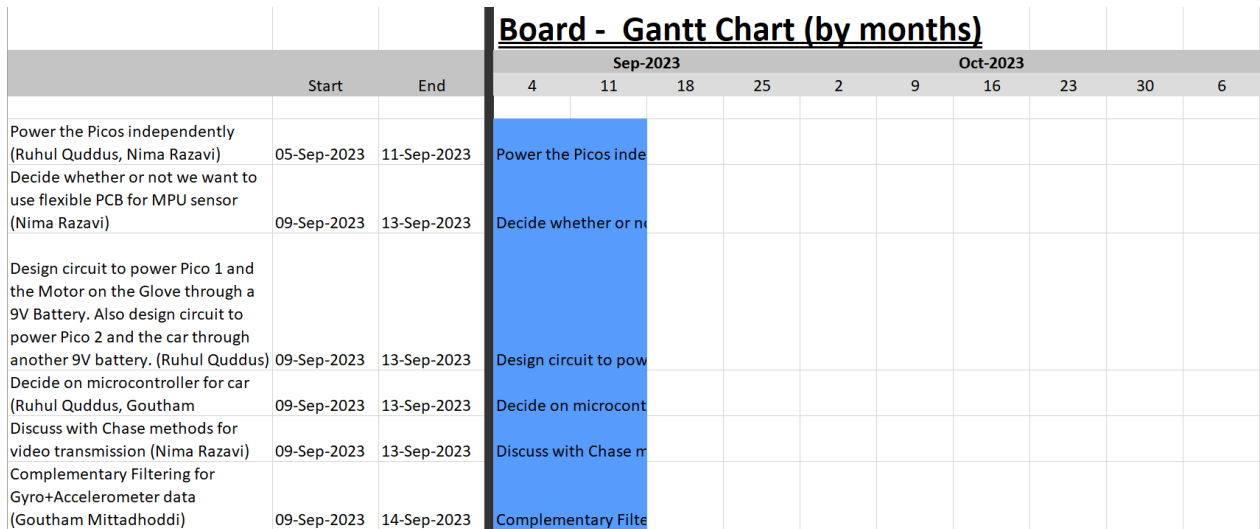 Board - Gantt Chart (by months)
Sep-2023 Oct-2023
Start End 4 11 18 25 2 9 16 23 30 6
Power the Picos independently
(Ruhul Quddus, Nima Razavi) 05-Sep-2023 11-Sep-2023 Power the Picos inde
Decide whether or not we want to
use flexible PCB for MPU sensor
(Nima Razavi) 09-Sep-2023 13-Sep-2023 Decide whether or no
Design circuit to power Pico 1 and
the Motor on the Glove through a
9V Battery. Also design circuit to
power Pico 2 and the car through
another 9V battery. (Ruhul Quddus) 09-Sep-2023 13-Sep-2023 Design circuit to pow
Decide on microcontroller for car
(Ruhul Quddus, Goutham 09-Sep-2023 13-Sep-2023 Decide on microcont
Discuss with Chase methods for
video transmission (Nima Razavi) 09-Sep-2023 13-Sep-2023 Discuss with Chase m
Complementary Filtering for
Gyro+Accelerometer data
(Goutham Mittadhoddi) 09-Sep-2023 14-Sep-2023 Complementary Filte